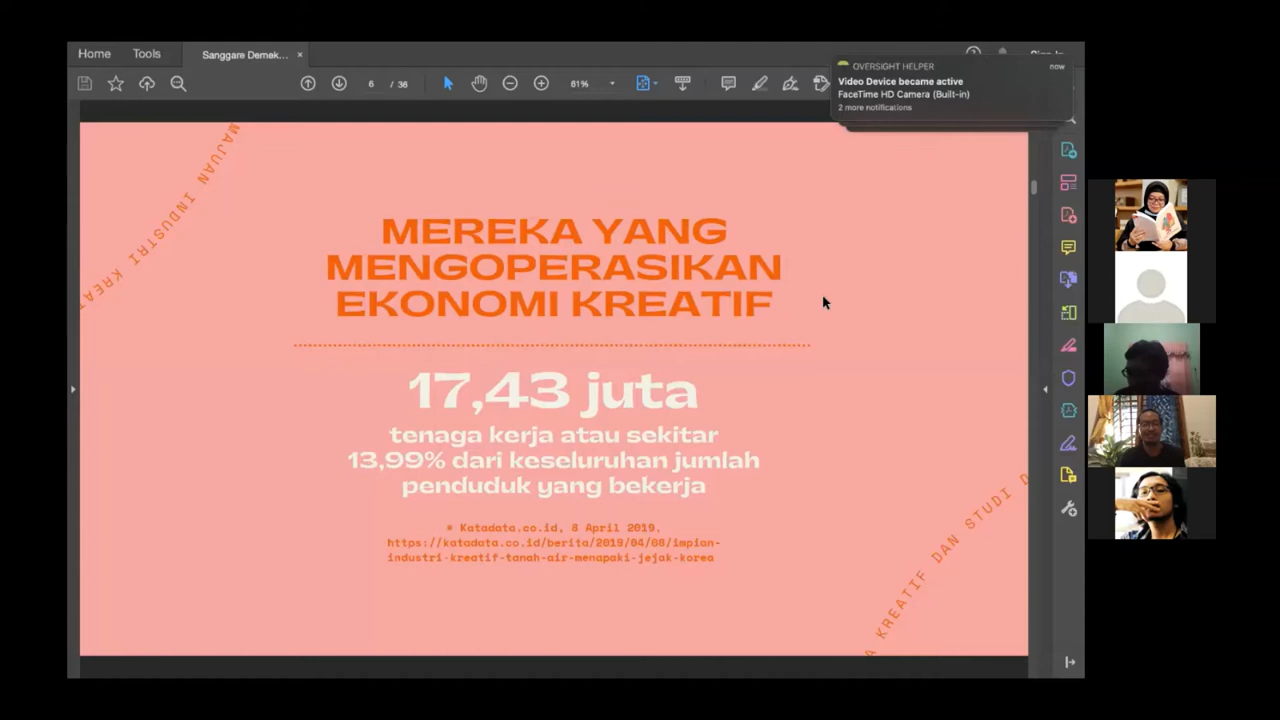 Home
Tools
Sanggare Demek...
×
6
/ 36
61%
OVERSIGHT HELPER
now
Video Device became active
FaceTime HD Camera (Built-in)
2 more notifications
MAJUAN INDUSTRI KREAT
MEREKA YANG
MENGOPERASIKAN
EKONOMI KREATIF
17,43 juta
tenaga kerja atau sekitar
13,99% dari keseluruhan jumlah
penduduk yang bekerja
* Katadata.co.id, 8 April 2019,
https://katadata.co.id/berita/2019/04/08/impian-
industri-kreatif-tanah-air-menapaki-jejak-korea
A KREATIF DAN STUDI D